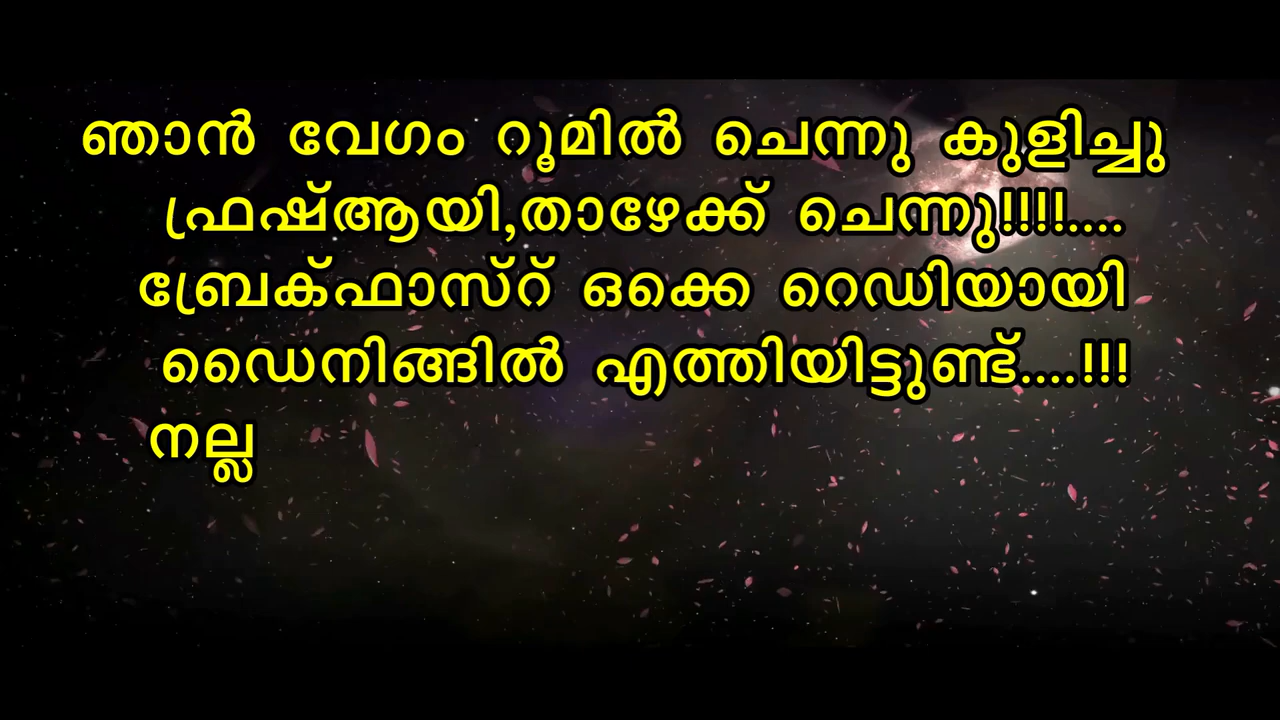 ഞാൻ വേഗം റൂമിൽ ചെന്നു കുളിച്ചു
ഫ്രഷ്ആയി,താഴേക്ക് ചെന്നു!!!!....
ബ്രേക്ഫാസ്റ് ഒക്കെ റെഡിയായി
ഡൈനിങ്ങിൽ എത്തിയിട്ടുണ്ട്....!!!
നല്ല